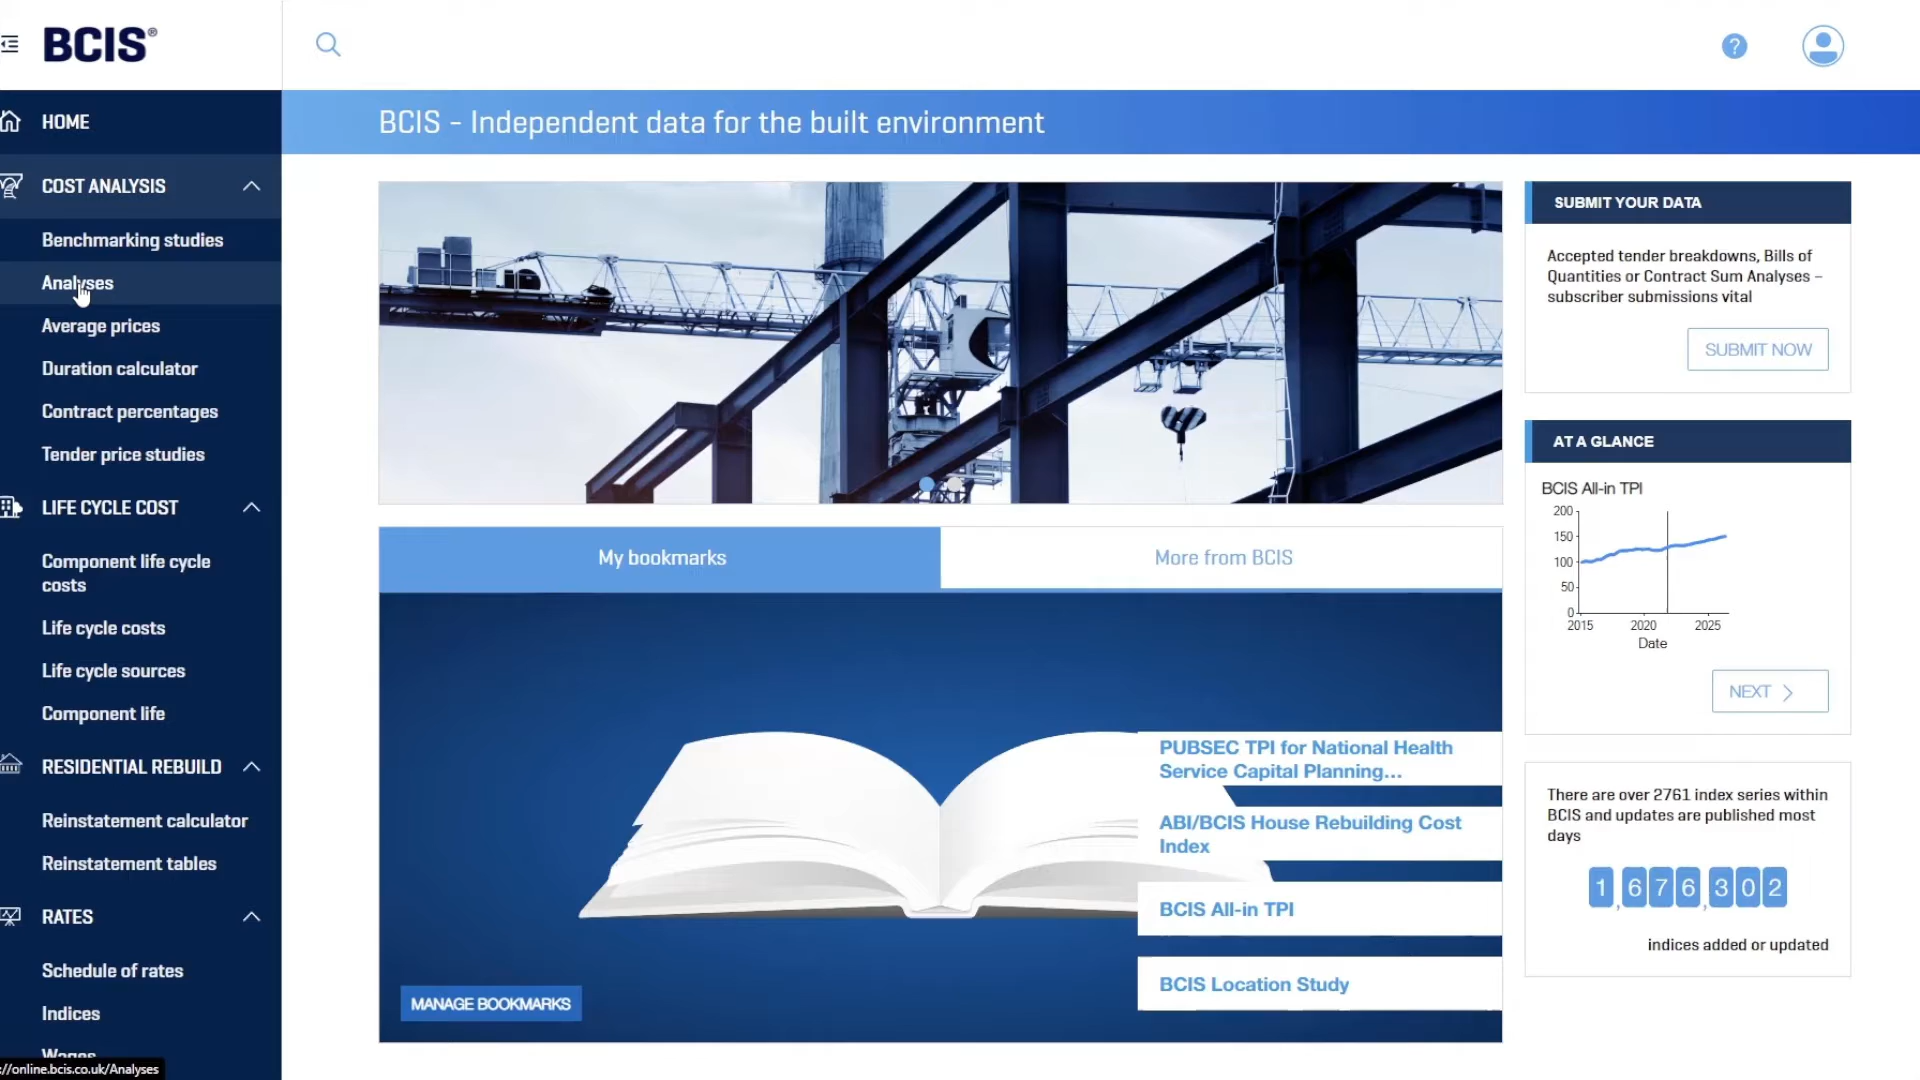 BCIS®
?
HOME
BCIS - Independent data for the built environment
COST ANALYSIS
Benchmarking studies
Analyses
Average prices
Duration calculator
Contract percentages
Tender price studies
LIFE CYCLE COST
Component life cycle
costs
Life cycle costs
Life cycle sources
Component life
RESIDENTIAL REBUILD
Reinstatement calculator
Reinstatement tables
RATES
Schedule of rates
Indices
Wages
://online.bcis.co.uk/Analyses
My bookmarks
More from BCIS
PUBSEC TPI for National Health
Service Capital Planning...
ABI/BCIS House Rebuilding Cost
Index
BCIS All-in TPI
BCIS Location Study
MANAGE BOOKMARKS
SUBMIT YOUR DATA
Accepted tender breakdowns, Bills of
Quantities or Contract Sum Analyses –
subscriber submissions vital
SUBMIT NOW
AT A GLANCE
BCIS All-in TPI
200
150
100
50
0
2015 2020 2025
Date
NEXT
There are over 2761 index series within
BCIS and updates are published most
days
1,676,302
indices added or updated